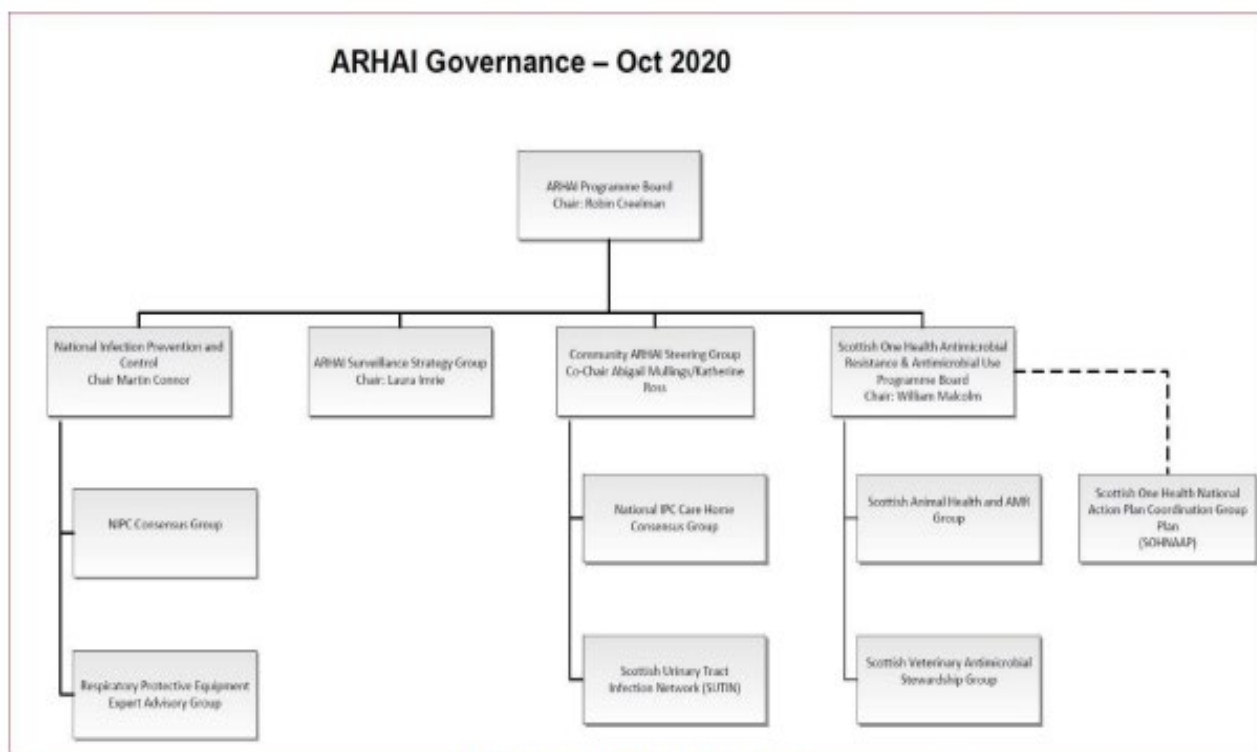 ARHAI Governance – Oct 2020
ARHAI Programme Board
Chair: Robin Creelman
National Infection Prevention and
Control
Chair Martin Connor
ARHAI Surveillance Strategy Group
Chair: Laura Imrie
Community ARHAI Steering Group
Co-Chair Abigail Mullings/Katherine
Ross
Scottish One Health Antimicrobial
Resistance & Antimicrobial Use
Programme Board
Chair: William Malcolm
NIPC Consensus Group
National IPC Care Home
Consensus Group
Scottish Animal Health and AMR
Group
Scottish One Health National
Action Plan Coordination Group
Plan
(SOHNAAP)
Respiratory Protective Equipment
Expert Advisory Group
Scottish Urinary Tract
Infection Network (SUTIN)
Scottish Veterinary Antimicrobial
Stewardship Group